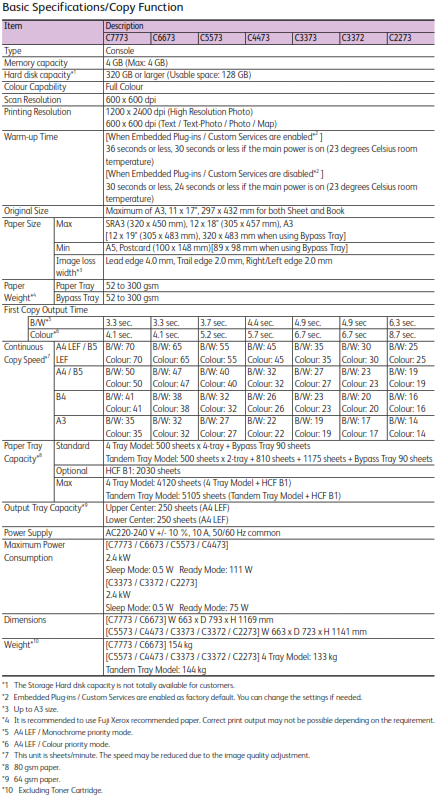 Basic Specifications/Copy Function
Item Description
C7773 C6673 C5573 C4473 C3373 C3372 C2273
Type Console
Memory capacity 4 GB (Max: 4 GB)
Hard disk capacity*1 320 GB or larger (Usable space: 128 GB)
Colour Capability Full Colour
Scan Resolution 600 x 600 dpi
Printing Resolution 1200 x 2400 dpi (High Resolution Photo)
600 x 600 dpi (Text / Text-Photo / Photo / Map)
Warm-up Time [When Embedded Plug-ins / Custom Services are enabled*2 ]
36 seconds or less, 30 seconds or less if the main power is on (23 degrees Celsius room
temperature)
[When Embedded Plug-ins / Custom Services are disabled*2 ]
30 seconds or less, 24 seconds or less if the main power is on (23 degrees Celsius room
temperature)
Original Size Maximum of A3, 11 x 17", 297 x 432 mm for both Sheet and Book
Paper Size Max SRA3 (320 x 450 mm), 12 x 18" (305 x 457 mm), A3
[12 x 19" (305 x 483 mm), 320 x 483 mm when using Bypass Tray]
Min A5, Postcard (100 x 148 mm)[89 x 98 mm when using Bypass Tray]
Image loss width*3 Lead edge 4.0 mm, Trail edge 2.0 mm, Right/Left edge 2.0 mm
Paper Weight*4 Paper Tray 52 to 300 gsm
Bypass Tray 52 to 300 gsm
First Copy Output Time
B/W*5 3.3 sec. 3.3 sec. 3.7 sec. 4.4 sec. 4.9 sec. 4.9 sec 6.3 sec.
Colour*6 4.1 sec. 4.1 sec. 5.2 sec. 5.7 sec. 6.7 sec. 6.7 sec 8.7 sec.
Continuous A4 LEF / B5 B/W: 70 B/W: 65 B/W: 55 B/W: 45 B/W: 35 B/W: 30 B/W: 25
Copy Speed*7 LEF Colour: 70 Colour: 65 Colour: 55 Colour: 45 Colour: 35 Colour: 30 Colour: 25
A4 / B5 B/W: 50 B/W: 47 B/W: 40 B/W: 32 B/W: 27 B/W: 23 B/W: 19
Colour: 50 Colour: 47 Colour: 40 Colour: 32 Colour: 27 Colour: 23 Colour: 19
B4 B/W: 41 B/W: 38 B/W: 32 B/W: 26 B/W: 23 B/W: 20 B/W: 16
Colour: 41 Colour: 38 Colour: 32 Colour: 26 Colour: 23 Colour: 20 Colour: 16
A3 B/W: 35 B/W: 32 B/W: 27 B/W: 22 B/W: 19 B/W: 17 B/W: 14
Colour: 35 Colour: 32 Colour: 27 Colour: 22 Colour: 19 Colour: 17 Colour: 14
Paper Tray Standard 4 Tray Model: 500 sheets x 4-tray + Bypass Tray 90 sheets
Capacity*8 Tandem Tray Model: 500 sheets x 2-tray + 810 sheets + 1175 sheets + Bypass Tray 90 sheets
Optional HCF B1: 2030 sheets
Max 4 Tray Model: 4120 sheets (4 Tray Model + HCF B1)
Tandem Tray Model: 5105 sheets (Tandem Tray Model + HCF B1)
Output Tray Capacity*9 Upper Center: 250 sheets (A4 LEF)
Lower Center: 250 sheets (A4 LEF)
Power Supply AC220-240 V +/- 10 %, 10 A, 50/60 Hz common
Maximum Power [C7773 / C6673 / C5573 / C4473]
Consumption 2.4 kW
Sleep Mode: 0.5 W Ready Mode: 111 W
[C3373 / C3372 / C2273]
2.4 kW
Sleep Mode: 0.5 W Ready Mode: 75 W
Dimensions [C7773 / C6673] W 663 x D 793 x H 1169 mm
[C5573 / C4473 / C3373 / C3372 / C2273] W 663 x D 723 x H 1141 mm
Weight*10 [C7773 / C6673] 154 kg
[C5573 / C4473 / C3373 / C3372 / C2273] 4 Tray Model: 133 kg
Tandem Tray Model: 144 kg
*1 The Storage Hard disk capacity is not totally available for customers.
*2 Embedded Plug-ins / Custom Services are enabled as factory default. You can change the settings if needed.
*3 Up to A3 size.
*4 It is recommended to use Fuji Xerox recommended paper. Correct print output may not be possible depending on the requirement.
*5 A4 LEF / Monochrome priority mode.
*6 A4 LEF / Colour priority mode.
*7 This unit is sheets/minute. The speed may be reduced due to the image quality adjustment.
*8 80 gsm paper.
*9 64 gsm paper.
*10 Excluding Toner Cartridge.